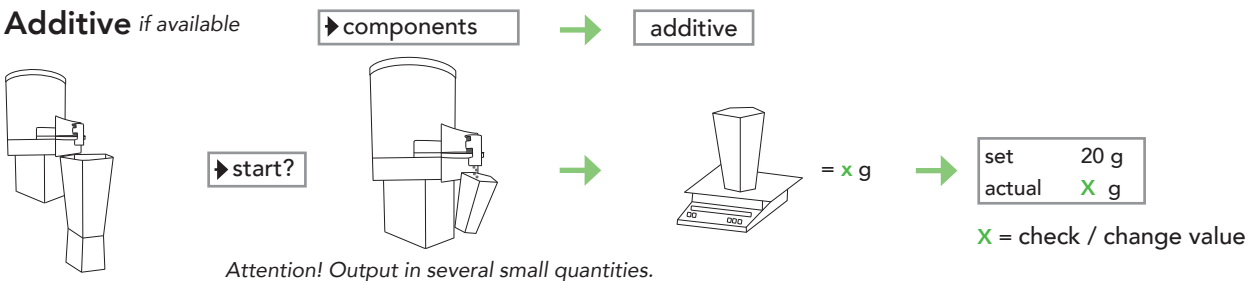 Additive if available
components
additive
start?
= x g
set 20 g
actual X g
X = check / change value
Attention! Output in several small quantities.